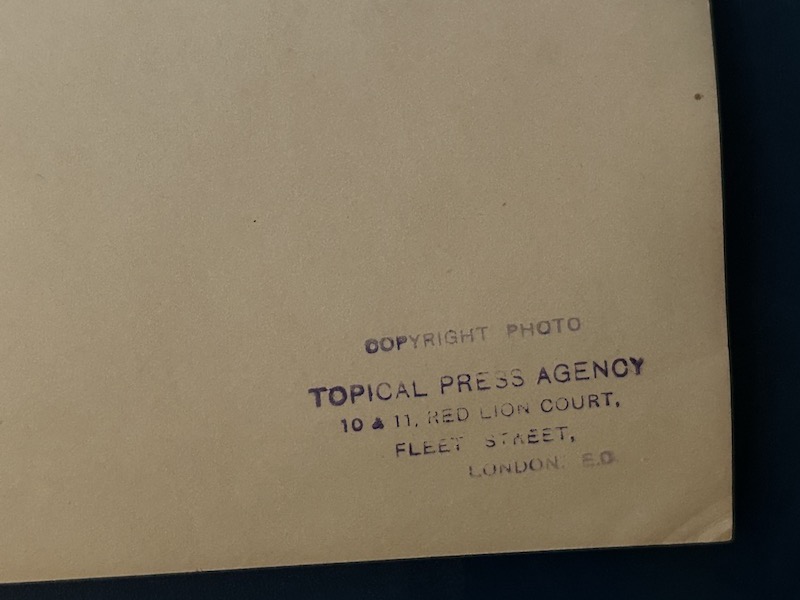 COPYRIGHT PHOTO
TOPICAL PRESS AGENCY
10 & 11, RED LION COURT,
FLEET STREET,
LONDON. E.C.